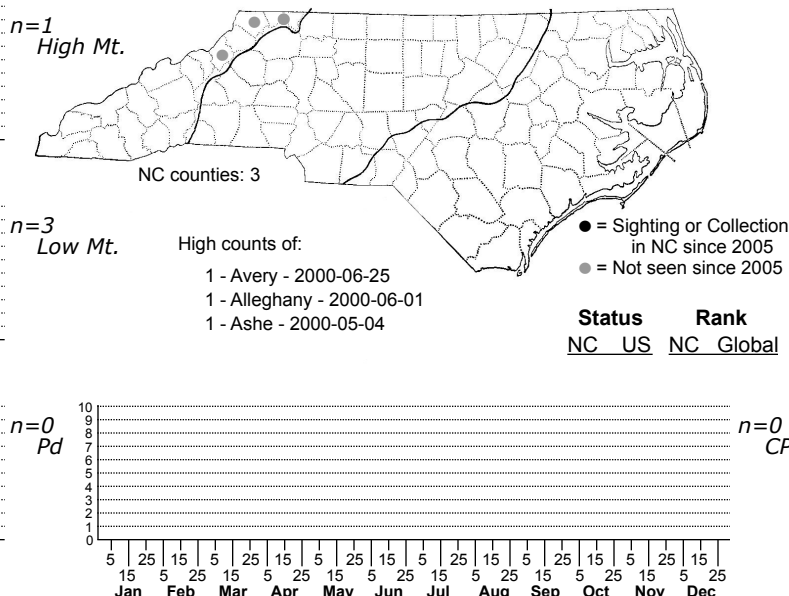 n=1
High Mt.
NC counties: 3
n=3
Low Mt.
High counts of:
1 - Avery - 2000-06-25
1 - Alleghany - 2000-06-01
1 - Ashe - 2000-05-04
● = Sighting or Collection
in NC since 2005
● = Not seen since 2005
Status Rank
NC US NC Global
n=0
Pd
10
9
8
7
6
5
4
3
2
1
0
n=0
CP
5 25 15 5 25 15 5 25 15 5 25 15 5 25 15 5 25 15
15 5 25 15 5 25 15 5 25 15 5 25 15 5 25 15 5 25
Jan Feb Mar Apr May Jun Jul Aug Sep Oct Nov Dec